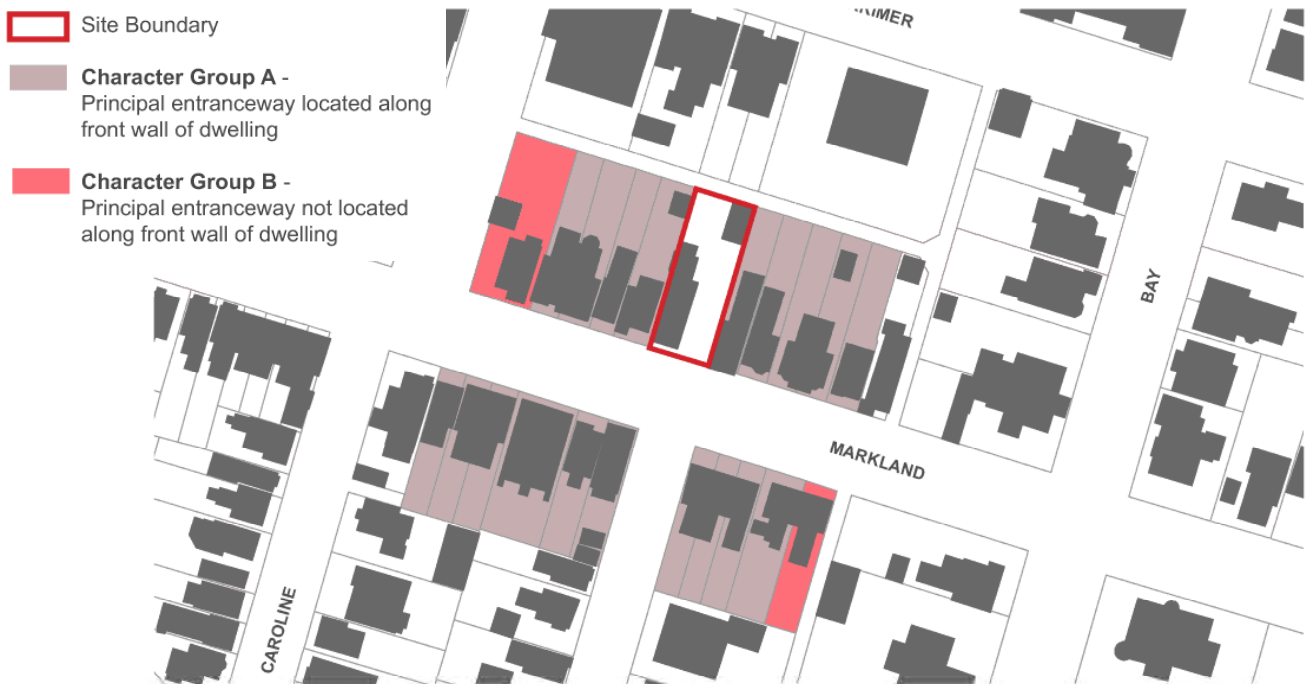 Site Boundary
Character Group A -
Principal entranceway located along
front wall of dwelling
Character Group B -
Principal entranceway not located
along front wall of dwelling
BAY
MARKLAND
CAROLINE